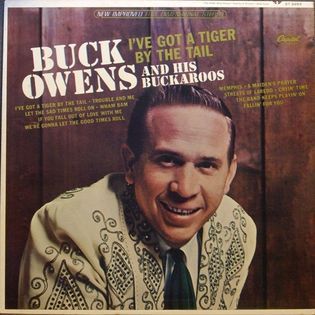 NEW IMPROVED FULL DIMENSIONAL STEREO
Capitol
I'VE GOT A TIGER
BY THE TAIL
BUCK
OWENS
AND HIS
BUCKAROOS
I'VE GOT A TIGER BY THE TAIL · TROUBLE AND ME
LET THE SAD TIMES ROLL ON · WHAM BAM
IF YOU FALL OUT OF LOVE WITH ME
WE'RE GONNA LET THE GOOD TIMES ROLL
MEMPHIS · A MAIDEN'S PRAYER
STREETS OF LAREDO · CRYIN' TIME
THE BAND KEEPS PLAYIN' ON
FALLIN' FOR YOU